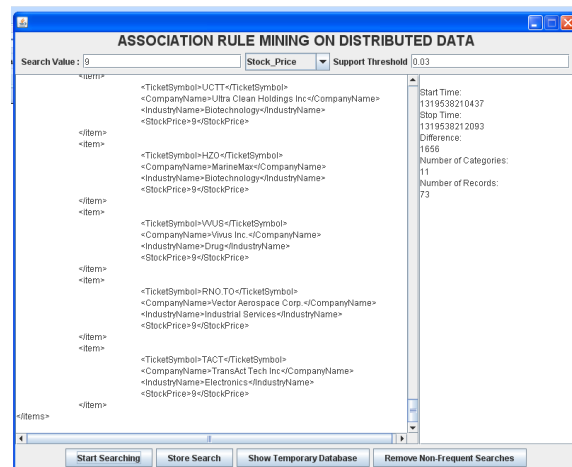 ASSOCIATION RULE MINING ON DISTRIBUTED DATA
Search Value : 9 Stock_Price Support Threshold 0.03
<item>
<TicketSymbol>UCTT</TicketSymbol>
<CompanyName>Ultra Clean Holdings Inc</CompanyName>
<IndustryName>Biotechnology</IndustryName>
<StockPrice>9</StockPrice>
</item>
<item>
<TicketSymbol>HZO</TicketSymbol>
<CompanyName>MarineMax</CompanyName>
<IndustryName>Biotechnology</IndustryName>
<StockPrice>9</StockPrice>
</item>
<item>
<TicketSymbol>VVUS</TicketSymbol>
<CompanyName>Vivus Inc.</CompanyName>
<IndustryName>Drug</IndustryName>
<StockPrice>9</StockPrice>
</item>
<item>
<TicketSymbol>RNO.TO</TicketSymbol>
<CompanyName>Vector Aerospace Corp.</CompanyName>
<IndustryName>Industrial Services</IndustryName>
<StockPrice>9</StockPrice>
</item>
<item>
<TicketSymbol>TACT</TicketSymbol>
<CompanyName>TransAct Tech Inc</CompanyName>
<IndustryName>Electronics</IndustryName>
<StockPrice>9</StockPrice>
</item>
</items>
Start Time:
1319538210437
Stop Time:
1319538212093
Difference:
1656
Number of Categories:
11
Number of Records:
73
Start Searching Store Search Show Temporary Database Remove Non-Frequent Searches